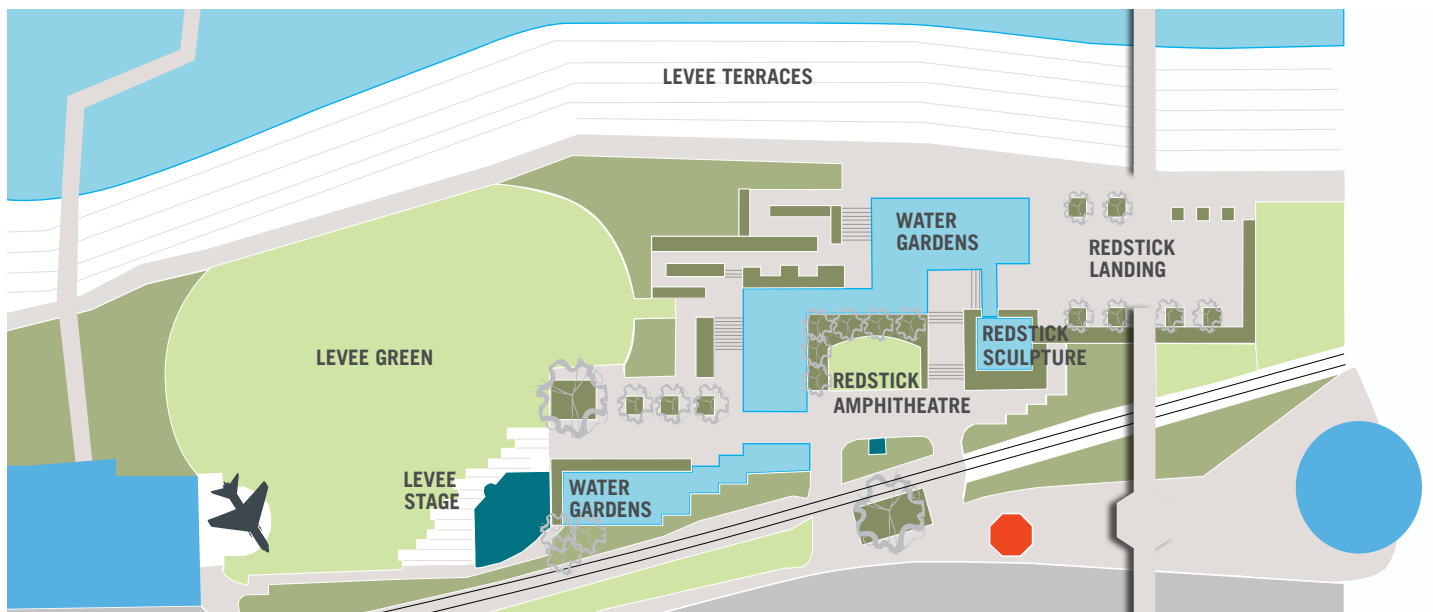 LEVEE TERRACES
WATER
GARDENS
REDSTICK
LANDING
REDSTICK
SCULPTURE
LEVEE GREEN
REDSTICK
AMPHITHEATRE
LEVEE
STAGE
WATER
GARDENS